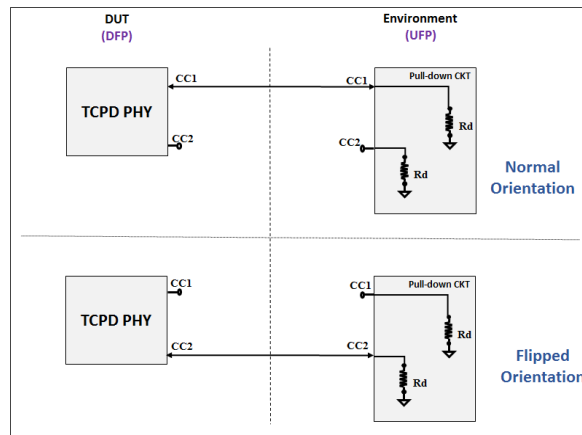 DUT
(DFP)
Environment
(UFP)
CC1
CC1
Pull-down CKT
TCPD PHY
Rd
CC2
CC2
Rd
Normal
Orientation
CC1
CC1
Pull-down CKT
TCPD PHY
Rd
CC2
CC2
Rd
Flipped
Orientation